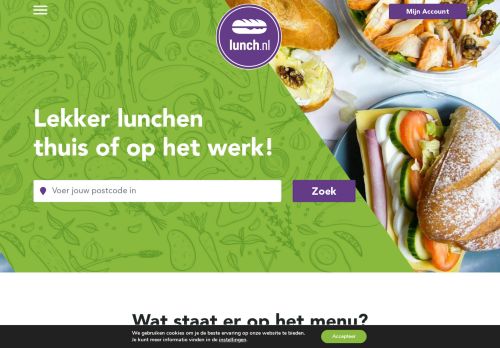 Mijn Account
lunch.nl
Lekker lunchen
thuis of op het werk!
Voer jouw postcode in
Zoek
Wat staat er op het menu?
We gebruiken cookies om je de beste ervaring op onze website te bieden.
Je kunt meer informatie vinden in de instellingen.
Accepteer